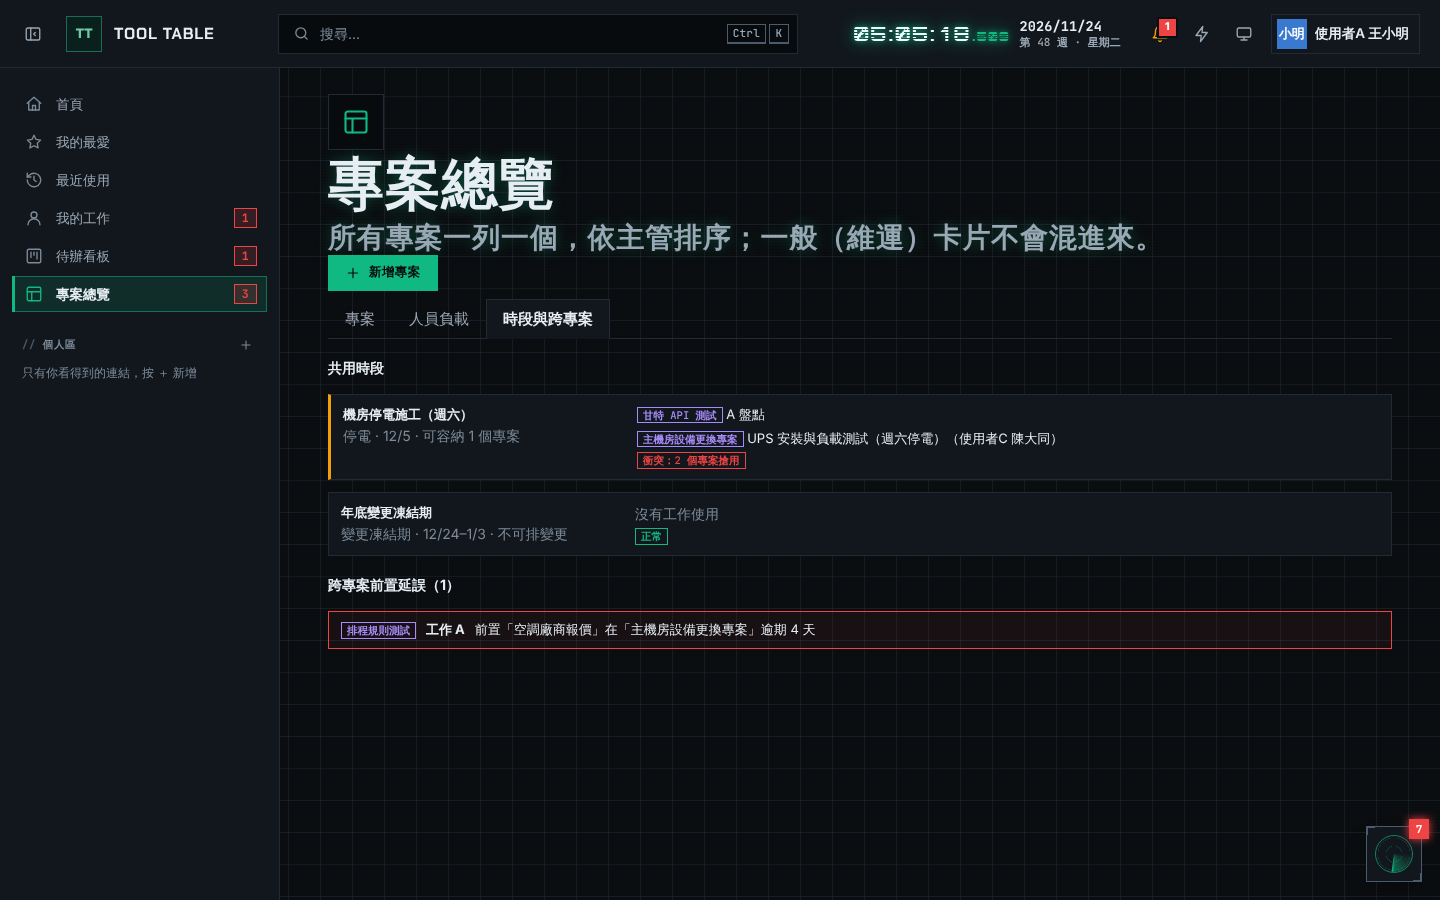 TT TOOL TABLE
搜尋... Ctrl K
05:05:18.500
2026/11/24
第 48 週 · 星期二
1
小明 使用者A 王小明
首頁
我的最愛
最近使用
我的工作 1
待辦看板 1
專案總覽 3
// 個人區 +
只有你看得到的連結，按 + 新增
專案總覽
所有專案一列一個，依主管排序；一般（維運）卡片不會混進來。
+ 新增專案
專案 人員負載 時段與跨專案
共用時段
機房停電施工（週六）
停電 · 12/5 · 可容納 1 個專案
甘特 API 測試 A 盤點
主機房設備更換專案 UPS 安裝與負載測試（週六停電）（使用者C 陳大同）
衝突：2 個專案搶用
年底變更凍結期
變更凍結期 · 12/24–1/3 · 不可排變更
沒有工作使用
正常
跨專案前置延誤（1）
排程規則測試 工作 A 前置「空調廠商報價」在「主機房設備更換專案」逾期 4 天
7